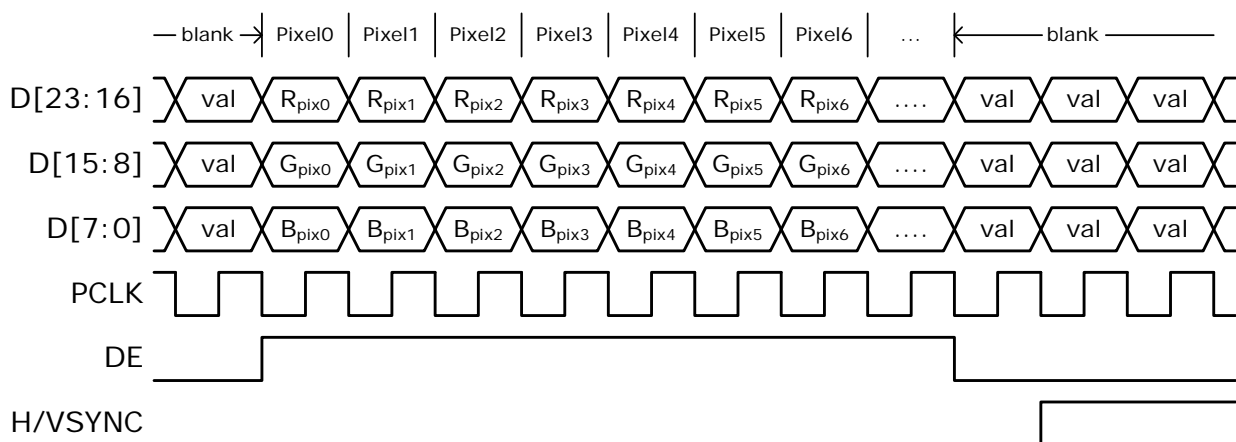 blank Pixel0 Pixel1 Pixel2 Pixel3 Pixel4 Pixel5 Pixel6 ... blank
D[23:16] val Rpix0 Rpix1 Rpix2 Rpix3 Rpix4 Rpix5 Rpix6 .... val val val
D[15:8] val Gpix0 Gpix1 Gpix2 Gpix3 Gpix4 Gpix5 Gpix6 .... val val val
D[7:0] val Bpix0 Bpix1 Bpix2 Bpix3 Bpix4 Bpix5 Bpix6 .... val val val
PCLK
DE
H/VSYNC